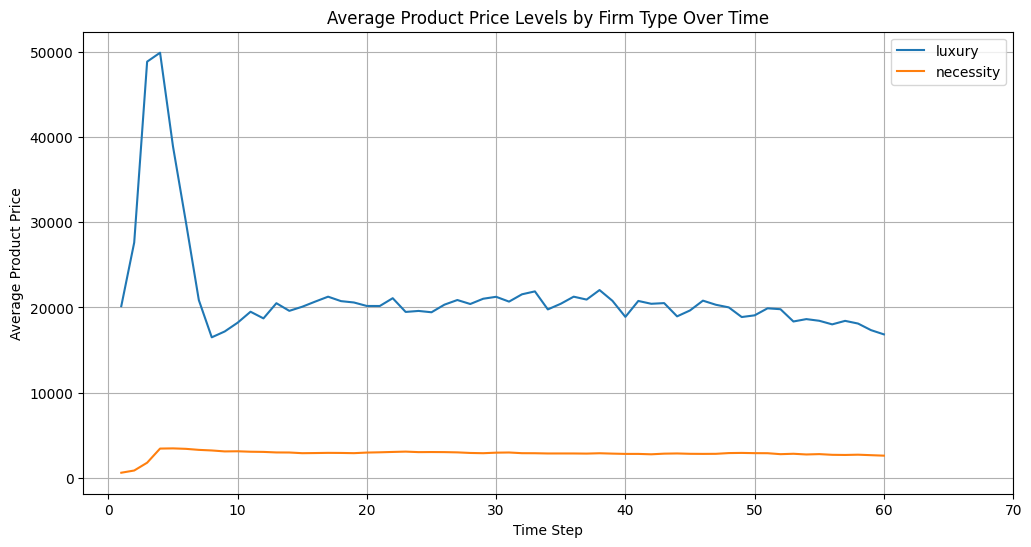 Average Product Price Levels by Firm Type Over Time
luxury
necessity
Average Product Price
50000
40000
30000
20000
10000
0
0 10 20 30 40 50 60 70
Time Step